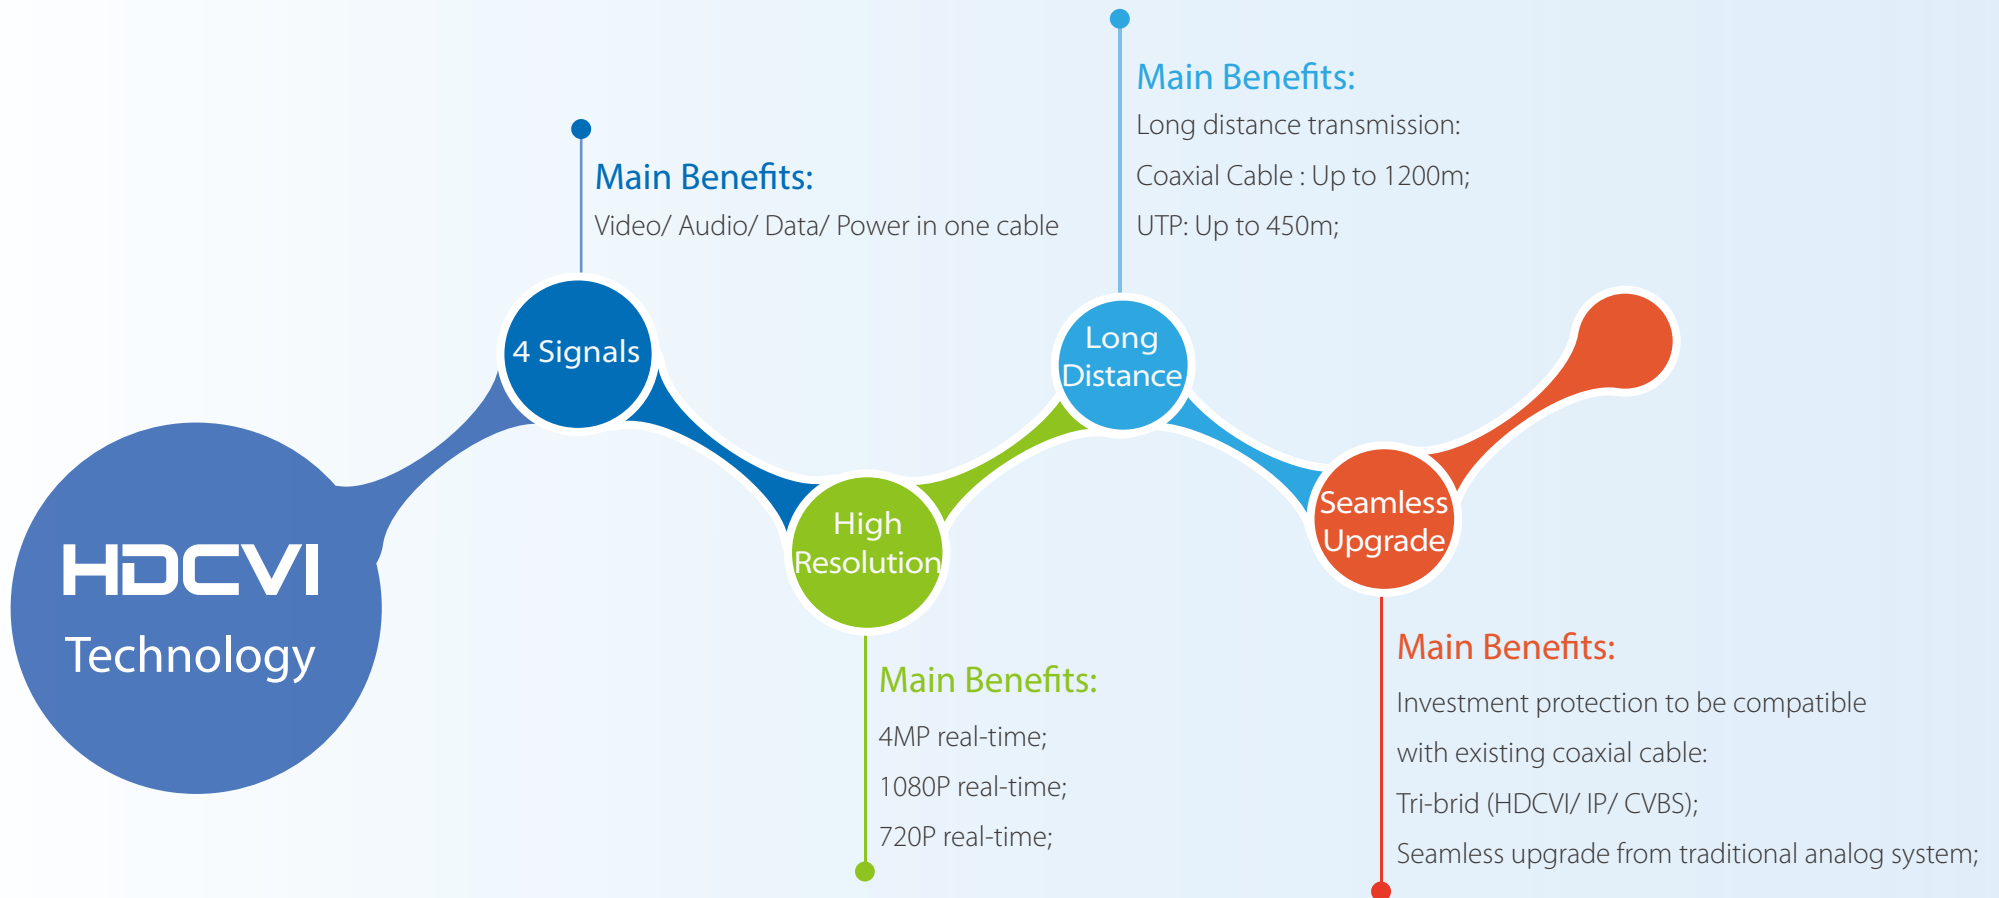 HDCVI
Technology
4 Signals
Main Benefits:
Video/ Audio/ Data/ Power in one cable
High
Resolution
Main Benefits:
4MP real-time;
1080P real-time;
720P real-time;
Long
Distance
Main Benefits:
Long distance transmission:
Coaxial Cable : Up to 1200m;
UTP: Up to 450m;
Seamless
Upgrade
Main Benefits:
Investment protection to be compatible
with existing coaxial cable:
Tri-brid (HDCVI/ IP/ CVBS);
Seamless upgrade from traditional analog system;